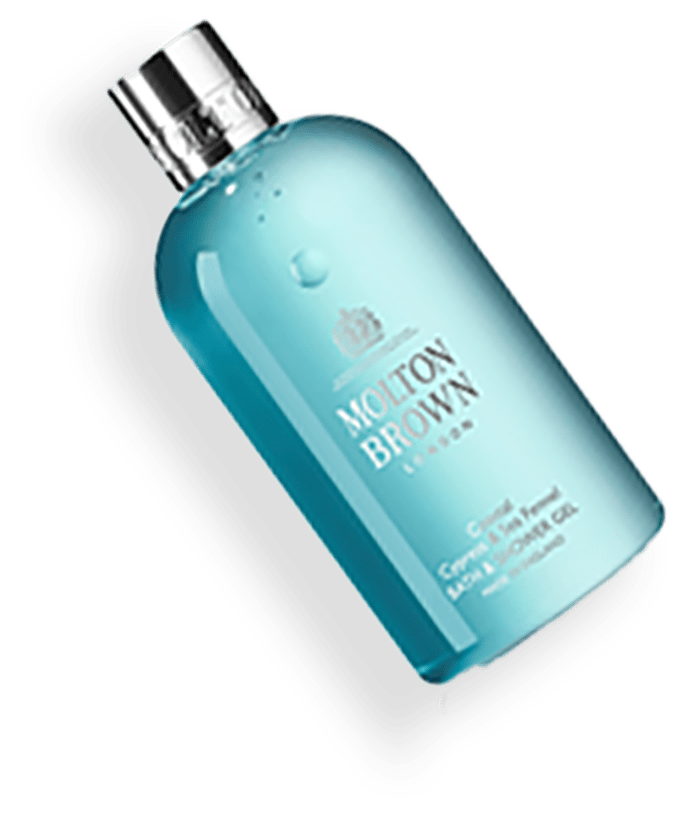 MOLTON
BROWN
LONDON
Coastal
Cypress & Sea Fennel
BATH & SHOWER GEL
MADE IN ENGLAND